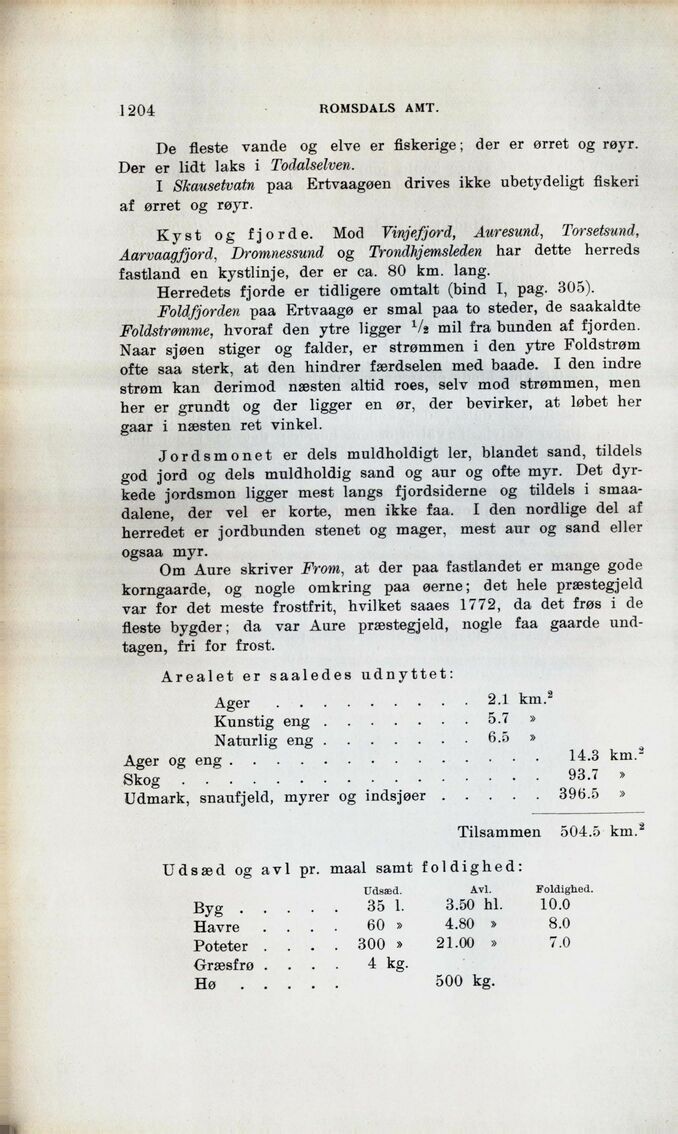 1204 ROMSDALS AMT.
De fleste vande og elve er fiskerige; der er ørret og røyr.
Der er lidt laks i Todalselven.
I Skausetvatn paa Ertvaagøen drives ikke ubetydeligt fiskeri
af ørret og røyr.
Kyst og fjorde. Mod Vinjefjord, Auresund, Torsetsund,
Aarvaagfjord, Dromnessund og Trondhjemsleden har dette herreds
fastland en kystlinje, der er ca. 80 km. lang.
Herredets fjorde er tidligere omtalt (bind I, pag. 305).
Foldfjorden paa Ertvaagø er smal paa to steder, de saakaldte
Foldstrømme, hvoraf den ytre ligger 1/2 mil fra bunden af fjorden.
Naar sjøen stiger og falder, er strømmen i den ytre Foldstrøm
ofte saa sterk, at den hindrer færdselen med baade. I den indre
strøm kan derimod næsten altid roes, selv mod strømmen, men
her er grundt og der ligger en ør, der bevirker, at løbet her
gaar i næsten ret vinkel.
Jordsmonet er dels muldholdigt ler, blandet sand, tildels
god jord og dels muldholdig sand og aur og ofte myr. Det dyr-
kede jordsmon ligger mest langs fjordsiderne og tildels i smaa-
dalene, der vel er korte, men ikke faa. I den nordlige del af
herredet er jordbunden stenet og mager, mest aur og sand eller
ogsaa myr.
Om Aure skriver From, at der paa fastlandet er mange gode
korngaarde, og nogle omkring paa øerne; det hele præstegjeld
var for det meste frostfrit, hvilket saaes 1772, da det frøs i de
fleste bygder; da var Aure præstegjeld, nogle faa gaarde und-
tagen, fri for frost.
Arealet er saaledes udnyttet:
Ager . . . . . . . . . 2.1 km.²
Kunstig eng . . . . . . . 5.7 »
Naturlig eng . . . . . . . 6.5 »
Ager og eng . . . . . . . . . . . . . . 14.3 km.²
Skog . . . . . . . . . . . . . . . . 93.7 »
Udmark, snaufjeld, myrer og indsjøer . . . . . 396.5 »
Tilsammen 504.5 km.²
Udsæd og avl pr. maal samt foldighed:
Udsæd. Avl. Foldighed.
Byg . . . . . 35 l. 3.50 hl. 10.0
Havre . . . . 60 » 4.80 » 8.0
Poteter . . . . 300 » 21.00 » 7.0
Græsfrø . . . . 4 kg.
Hø . . . . . 500 kg.